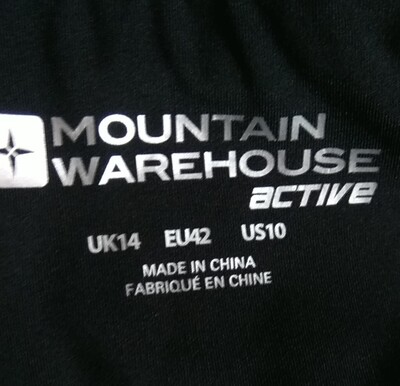 MOUNTAIN
WAREHOUSE
ACTIVE
UK14 EU42 US10
MADE IN CHINA
FABRIQUÉ EN CHINE